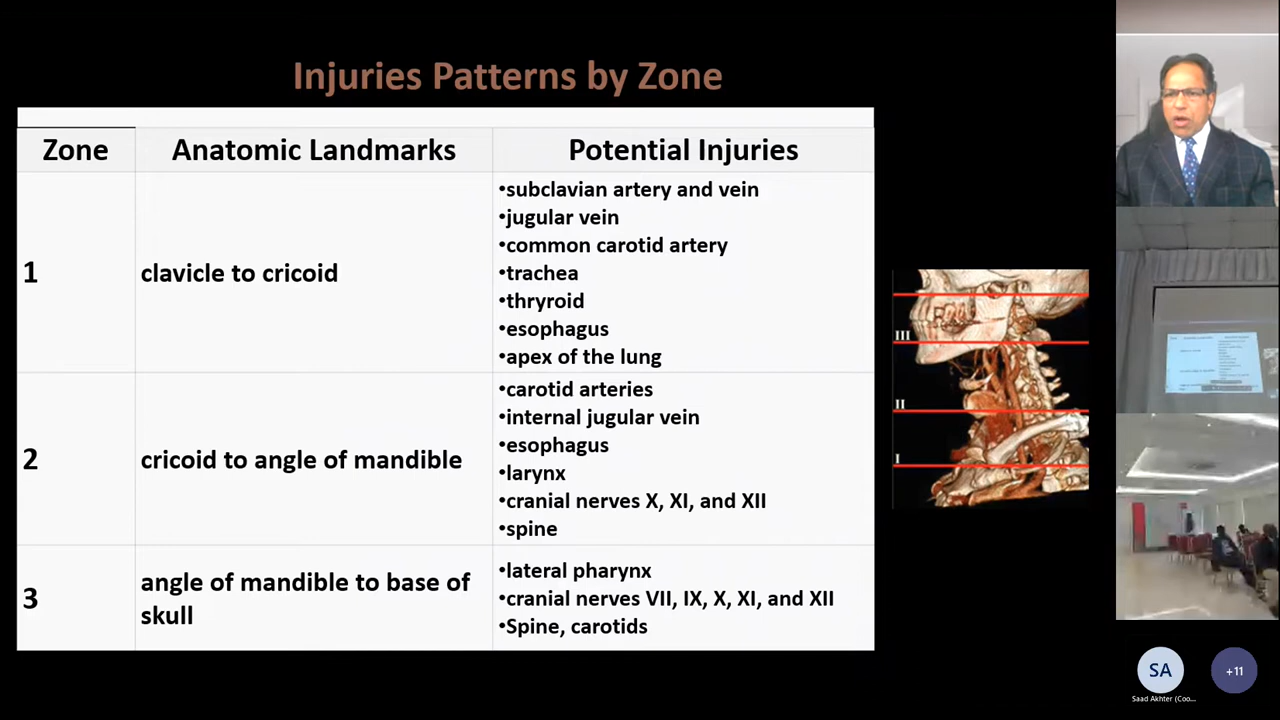 Injuries Patterns by Zone
Zone
Anatomic Landmarks
Potential Injuries
1
clavicle to cricoid
•subclavian artery and vein
•jugular vein
•common carotid artery
•trachea
•thryroid
•esophagus
•apex of the lung
2
cricoid to angle of mandible
•carotid arteries
•internal jugular vein
•esophagus
•larynx
•cranial nerves X, XI, and XII
•spine
3
angle of mandible to base of
skull
•lateral pharynx
•cranial nerves VII, IX, X, XI, and XII
•Spine, carotids
III
II
I
SA
+11
Saad Akhter (Coo...